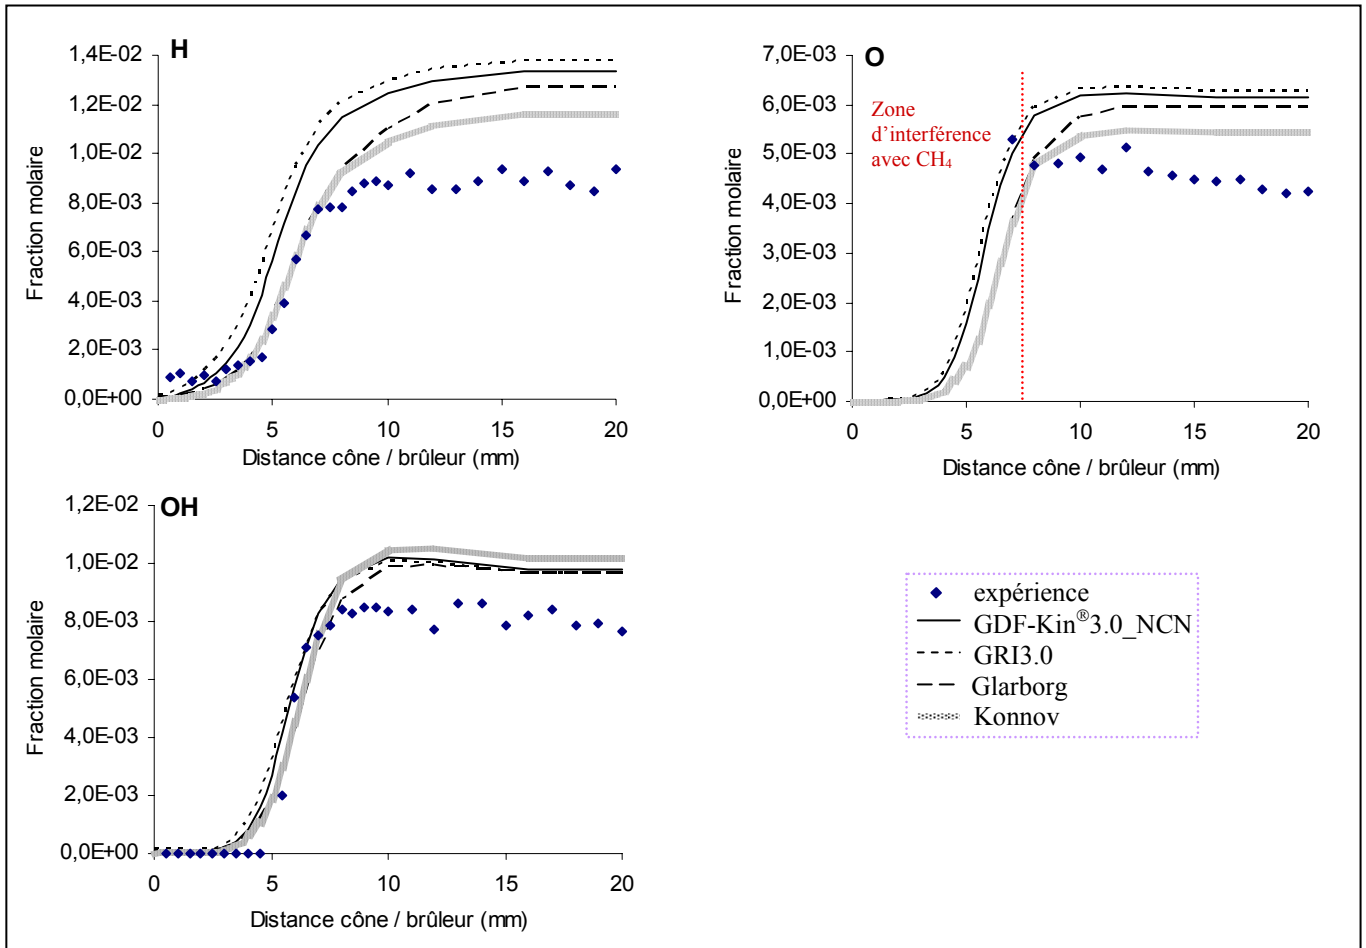 H
1,4E-02
1,2E-02
1,0E-02
8,0E-03
6,0E-03
4,0E-03
2,0E-03
0,0E+00
0 5 10 15 20
Fraction molaire
Distance cône / brûleur (mm)
O
7,0E-03
6,0E-03
5,0E-03
4,0E-03
3,0E-03
2,0E-03
1,0E-03
0,0E+00
0 5 10 15 20
Fraction molaire
Distance cône / brûleur (mm)
Zone
d'interférence
avec CH₄
OH
1,2E-02
1,0E-02
8,0E-03
6,0E-03
4,0E-03
2,0E-03
0,0E+00
0 5 10 15 20
Fraction molaire
Distance cône / brûleur (mm)
expérience
GDF-Kin®3.0_NCN
GRI3.0
Glarborg
Konnov